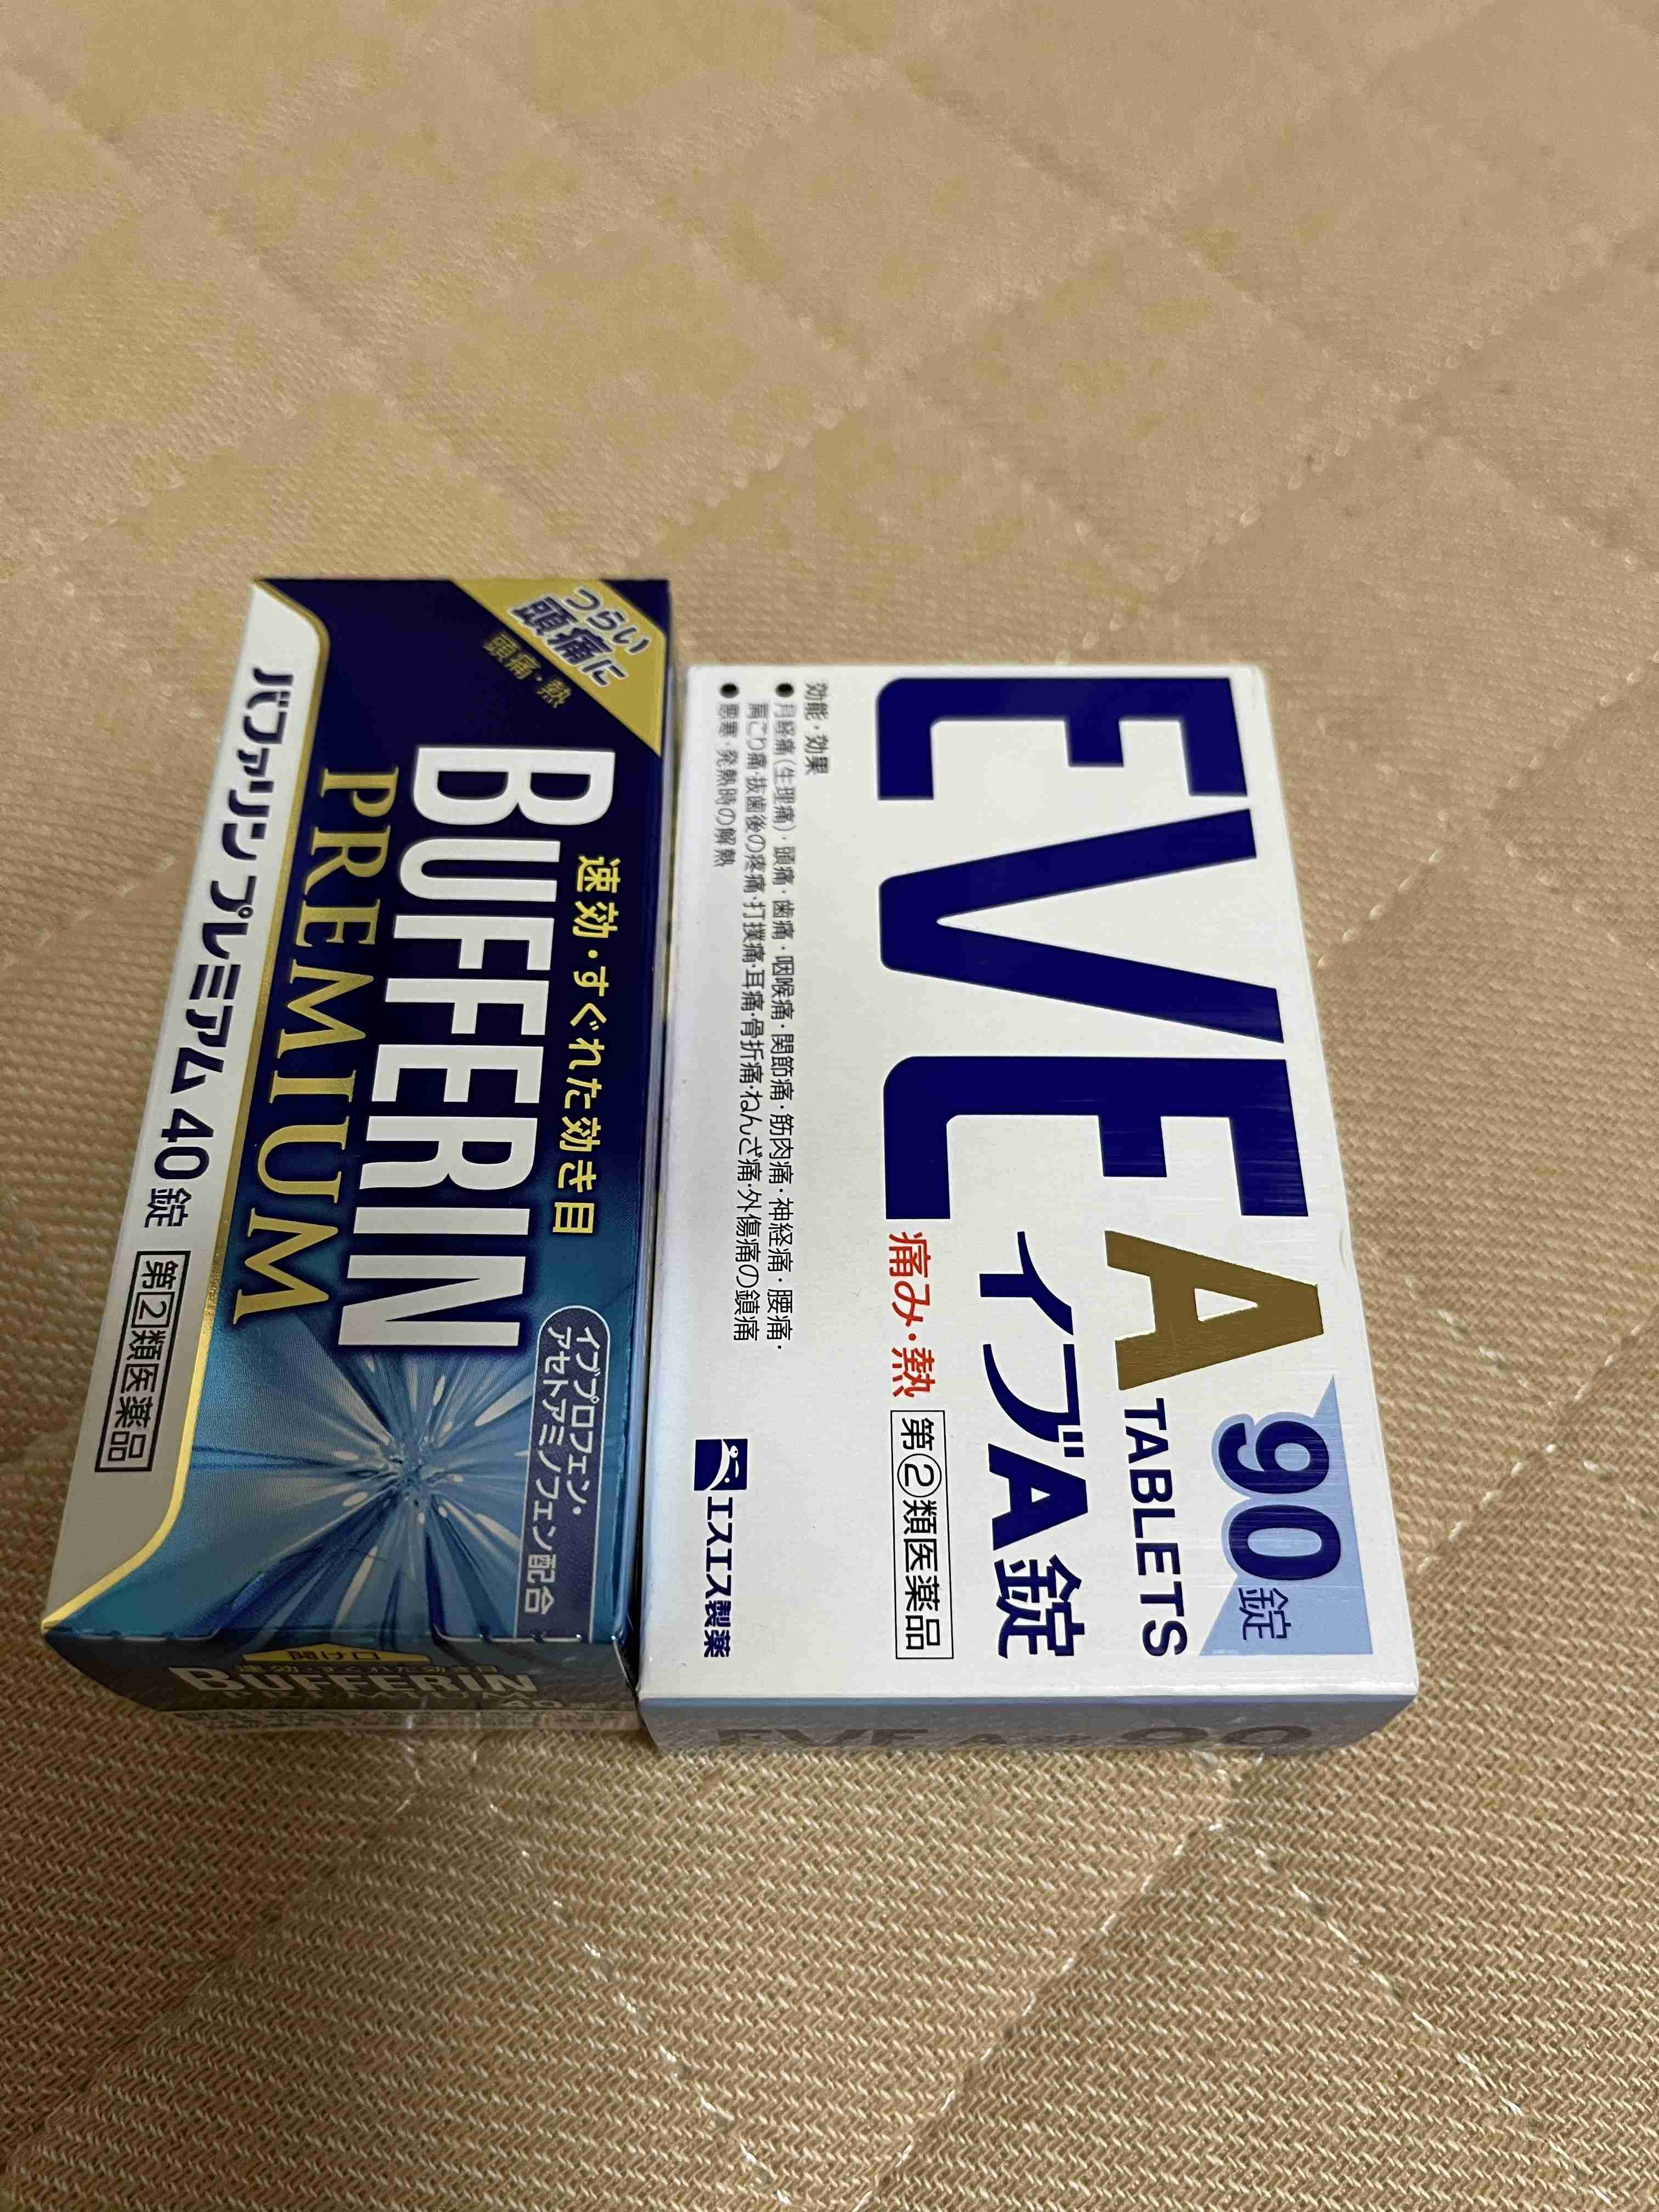 つらい
頭痛に
頭痛・熱
速効・すぐれた効き目
BUFFERIN
PREMIUM
イブプロフェン・
アセトアミノフェン配合
バファリン プレミアム 40錠
第2類医薬品
開け口
BUFFERIN
EVE A
90錠
TABLETS
イブA錠
痛み・熱
第②類医薬品
効能・効果
●月経痛(生理痛)・頭痛・歯痛・咽喉痛・関節痛・筋肉痛・神経痛・腰痛・
肩こり痛・抜歯後の疼痛・打撲痛・耳痛・骨折痛・ねんざ痛・外傷痛の鎮痛
●悪寒・発熱時の解熱
エスエス製薬